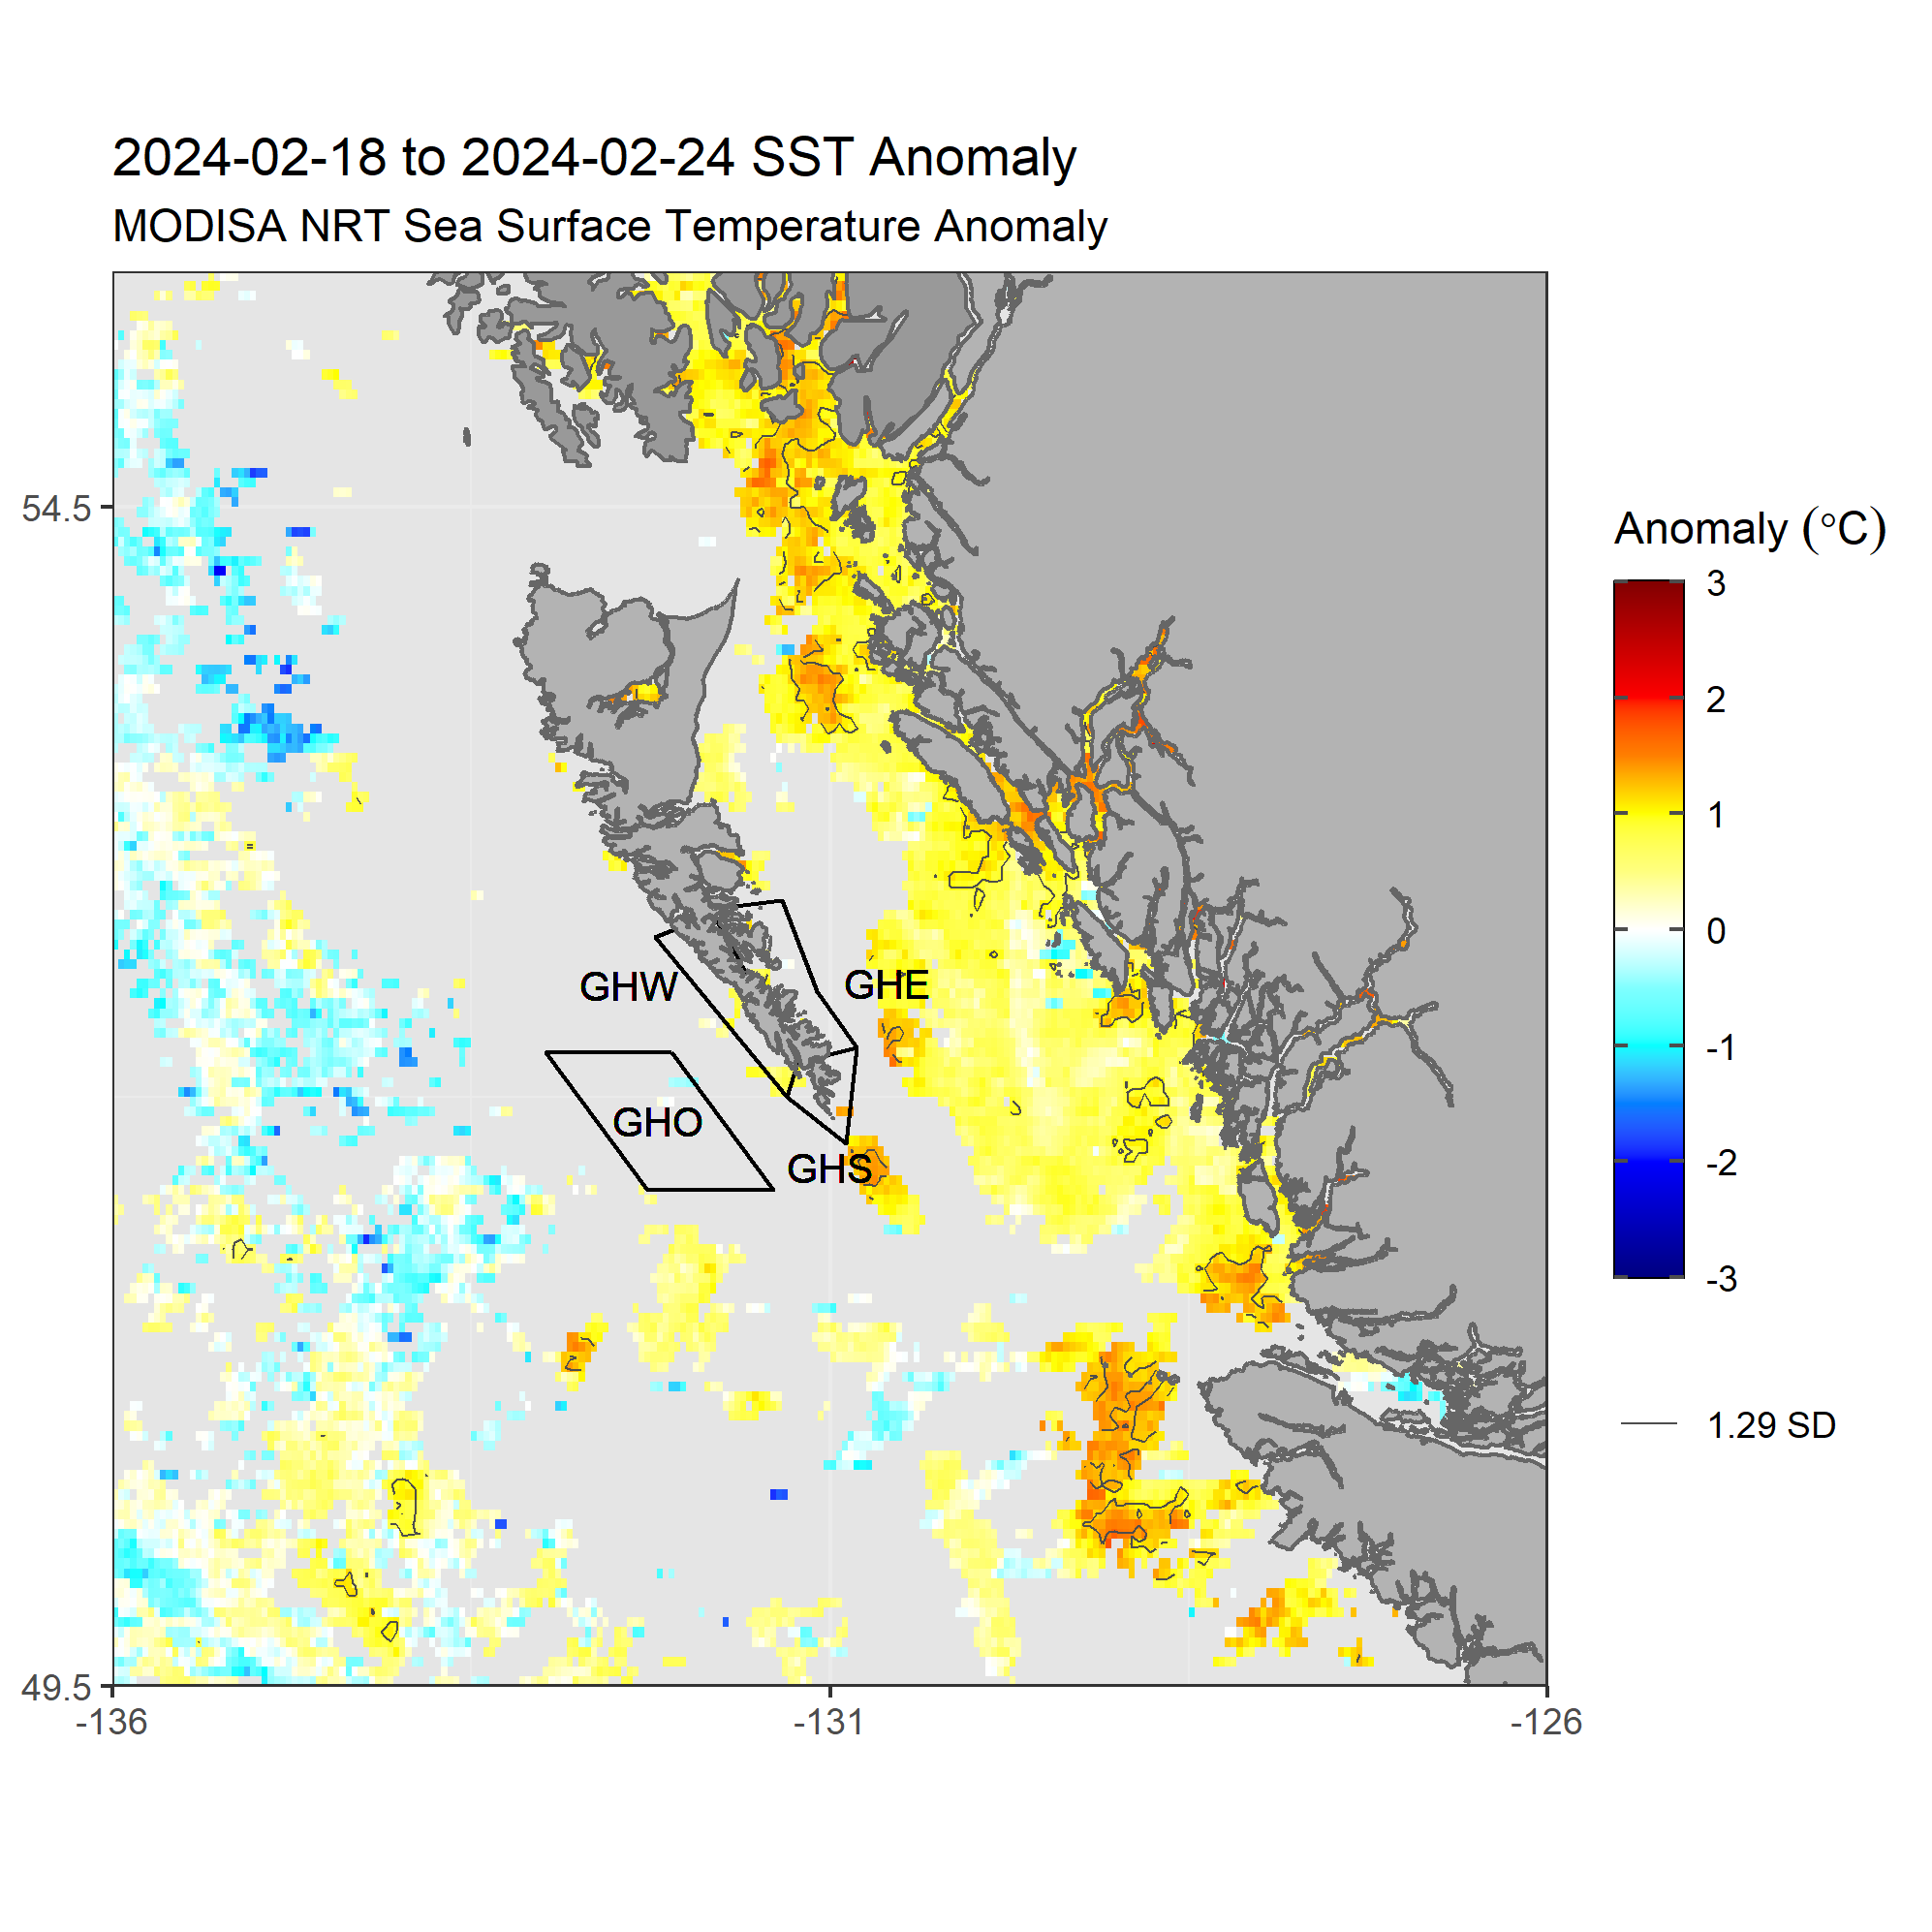 2024-02-18 to 2024-02-24 SST Anomaly
MODISA NRT Sea Surface Temperature Anomaly
54.5
49.5
-136
-131
-126
GHW
GHE
GHO
GHS
Anomaly (°C)
3
2
1
0
-1
-2
-3
1.29 SD